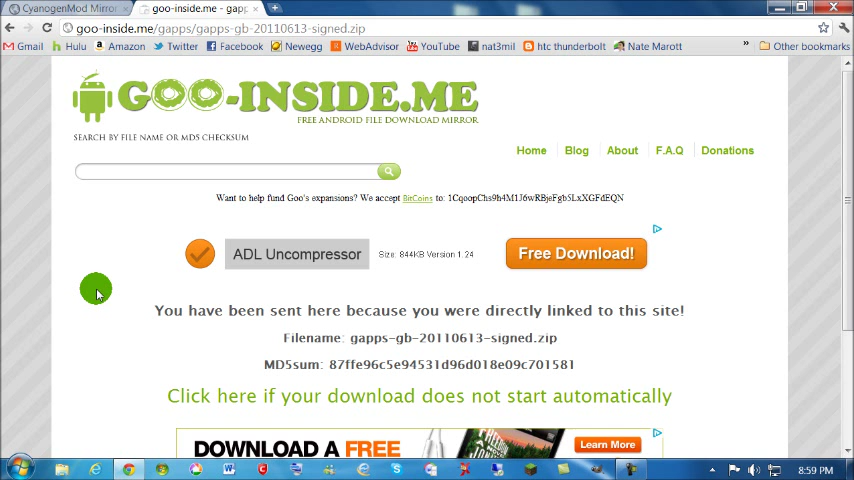 CyanogenMod Mirror
goo-inside.me - gapp
goo-inside.me/gapps/gapps-gb-20110613-signed.zip
Gmail Hulu Amazon Twitter Facebook Newegg WebAdvisor YouTube nat3mil htc thunderbolt Nate Marott » Other bookmarks
GOO-INSIDE.ME
FREE ANDROID FILE DOWNLOAD MIRROR
SEARCH BY FILE NAME OR MD5 CHECKSUM
Home Blog About F.A.Q Donations
Want to help fund Goo's expansions? We accept BitCoins to: 1CqoopChs9h4M1J6wRBjeFgb5LxXGFdEQN
ADL Uncompressor Size: 844KB Version 1.24 Free Download!
You have been sent here because you were directly linked to this site!
Filename: gapps-gb-20110613-signed.zip
MD5sum: 87ffe96c5e94531d96d018e09c701581
Click here if your download does not start automatically
DOWNLOAD A FREE Learn More
8:59 PM